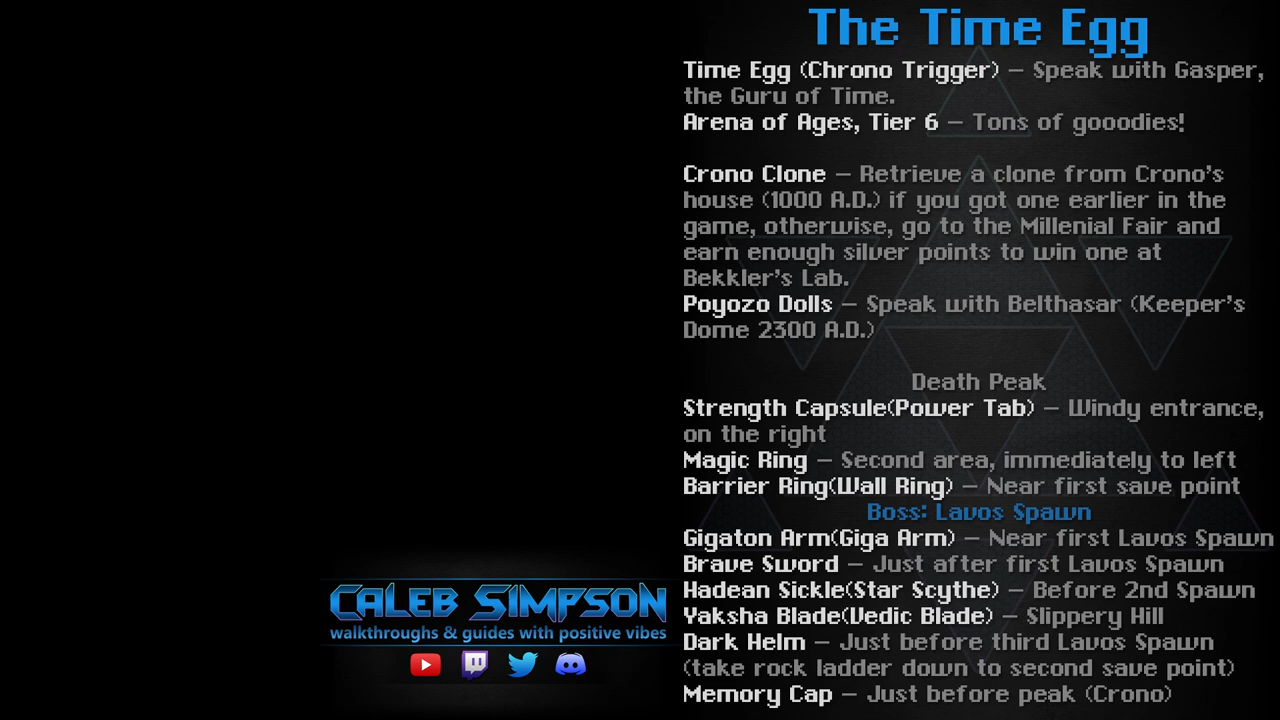 The Time Egg
Time Egg (Chrono Trigger) – Speak with Gasper,
the Guru of Time.
Arena of Ages, Tier 6 – Tons of gooodies!
Crono Clone – Retrieve a clone from Crono's
house (1000 A.D.) if you got one earlier in the
game, otherwise, go to the Millenial Fair and
earn enough silver points to win one at
Bekkler's Lab.
Poyozo Dolls – Speak with Belthasar (Keeper's
Dome 2300 A.D.)
Death Peak
Strength Capsule(Power Tab) – Windy entrance,
on the right
Magic Ring – Second area, immediately to left
Barrier Ring(Wall Ring) – Near first save point
Boss: Lavos Spawn
Gigaton Arm(Giga Arm) – Near first Lavos Spawn
Brave Sword – Just after first Lavos Spawn
Hadean Sickle(Star Scythe) – Before 2nd Spawn
Yaksha Blade(Vedic Blade) – Slippery Hill
Dark Helm – Just before third Lavos Spawn
(take rock ladder down to second save point)
Memory Cap – Just before peak (Crono)
CALEB SIMPSON
walkthroughs & guides with positive vibes